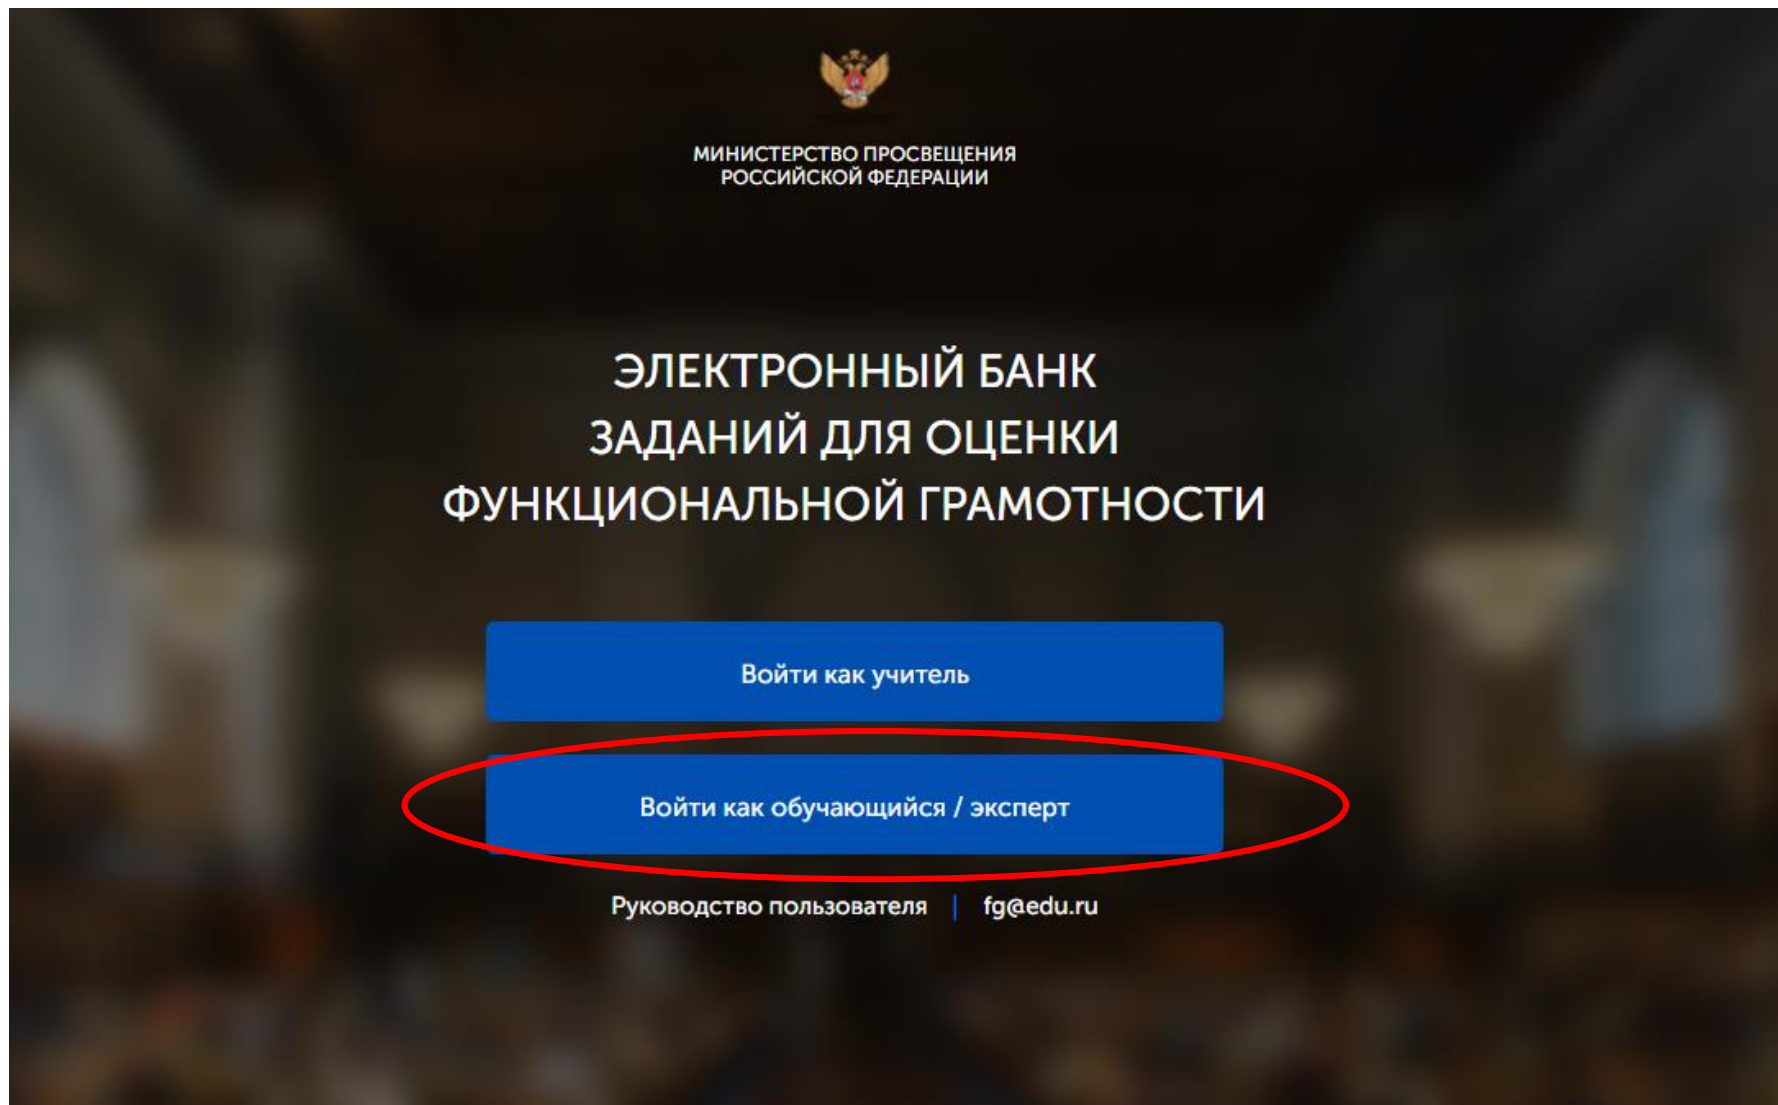 МИНИСТЕРСТВО ПРОСВЕЩЕНИЯ
РОССИЙСКОЙ ФЕДЕРАЦИИ
ЭЛЕКТРОННЫЙ БАНК
ЗАДАНИЙ ДЛЯ ОЦЕНКИ
ФУНКЦИОНАЛЬНОЙ ГРАМОТНОСТИ
Войти как учитель
Войти как обучающийся / эксперт
Руководство пользователя | fg@edu.ru